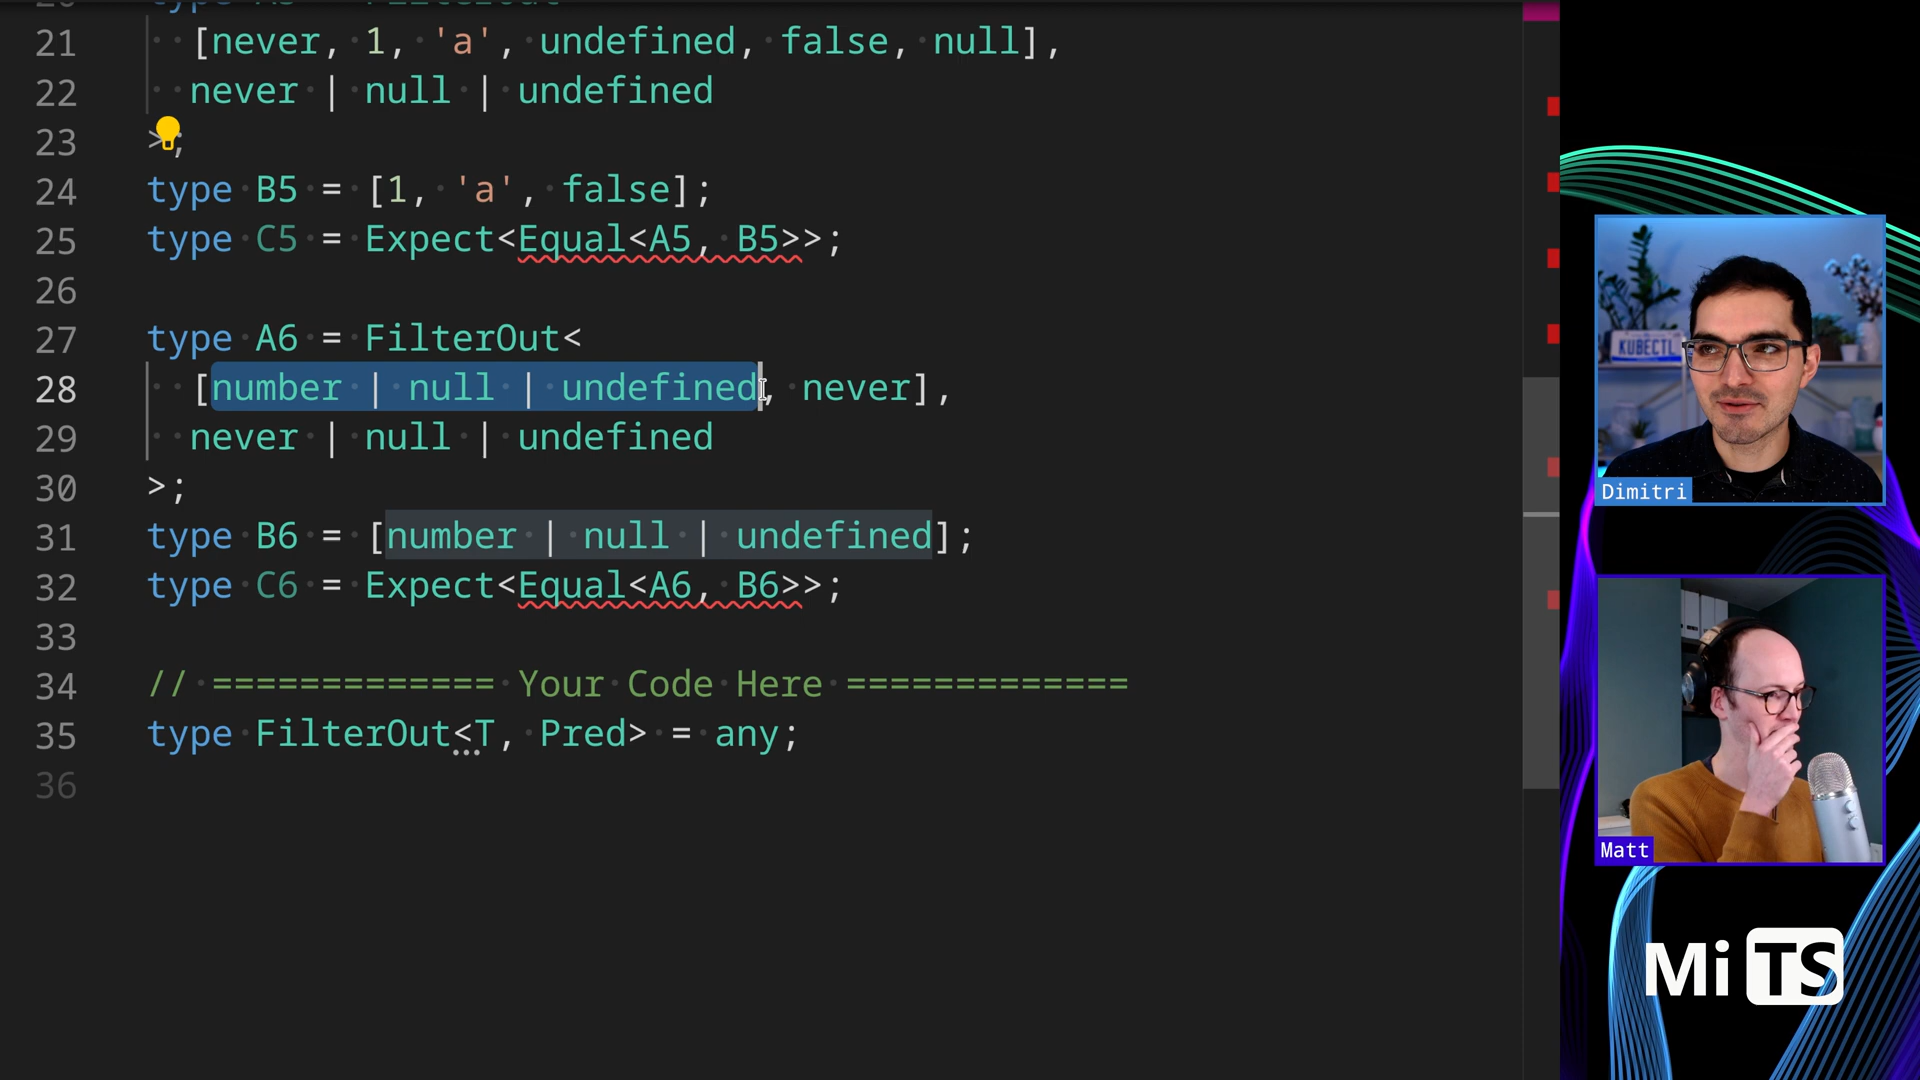 21 [never, 1, 'a', undefined, false, null],
22 never | null | undefined
23 >;
24 type B5 = [1, 'a', false];
25 type C5 = Expect<Equal<A5, B5>>;
26
27 type A6 = FilterOut<
28 [number | null | undefined, never],
29 never | null | undefined
30 >;
31 type B6 = [number | null | undefined];
32 type C6 = Expect<Equal<A6, B6>>;
33
34 // ============= Your Code Here =============
35 type FilterOut<T, Pred> = any;
36
KUBECTL
Dimitri
Matt
Mi TS